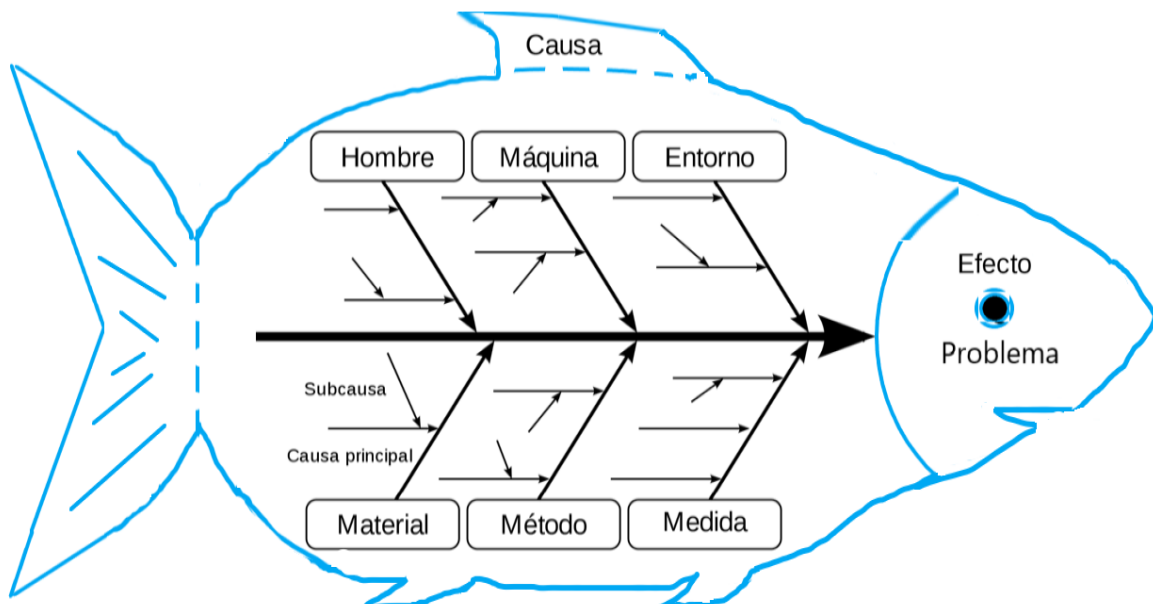 Causa
Hombre
Máquina
Entorno
Efecto
Problema
Subcausa
Causa principal
Material
Método
Medida